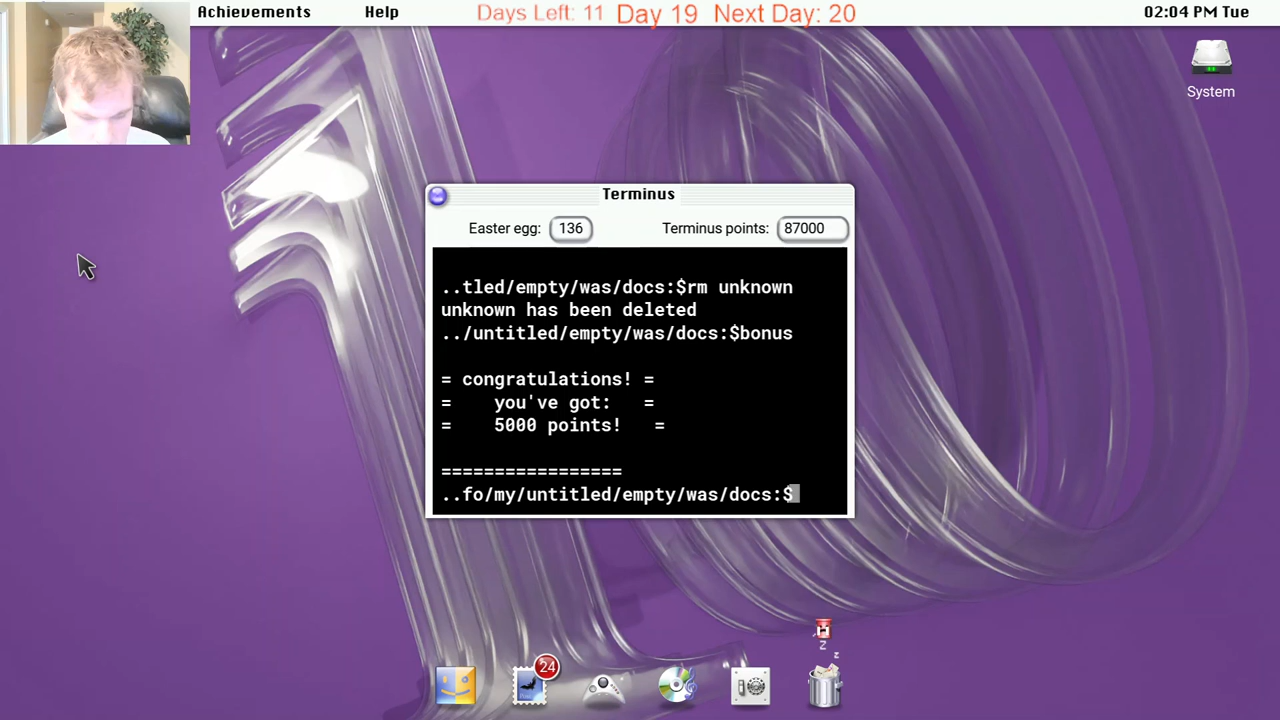 Achievements Help Days Left: 11 Day 19 Next Day: 20 02:04 PM Tue
System
Terminus
Easter egg: 136 Terminus points: 87000
..tled/empty/was/docs:$rm unknown
unknown has been deleted
../untitled/empty/was/docs:$bonus
= congratulations! =
= you've got: =
= 5000 points! =
=================
..fo/my/untitled/empty/was/docs:$
24
z
z